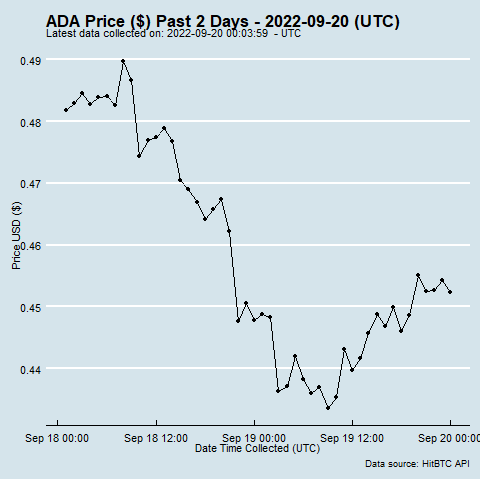 ADA Price ($) Past 2 Days - 2022-09-20 (UTC)
Latest data collected on: 2022-09-20 00:03:59 - UTC
0.49
0.48
0.47
0.46
0.45
0.44
Price USD ($)
Sep 18 00:00 Sep 18 12:00 Sep 19 00:00 Sep 19 12:00 Sep 20 00:00
Date Time Collected (UTC)
Data source: HitBTC API